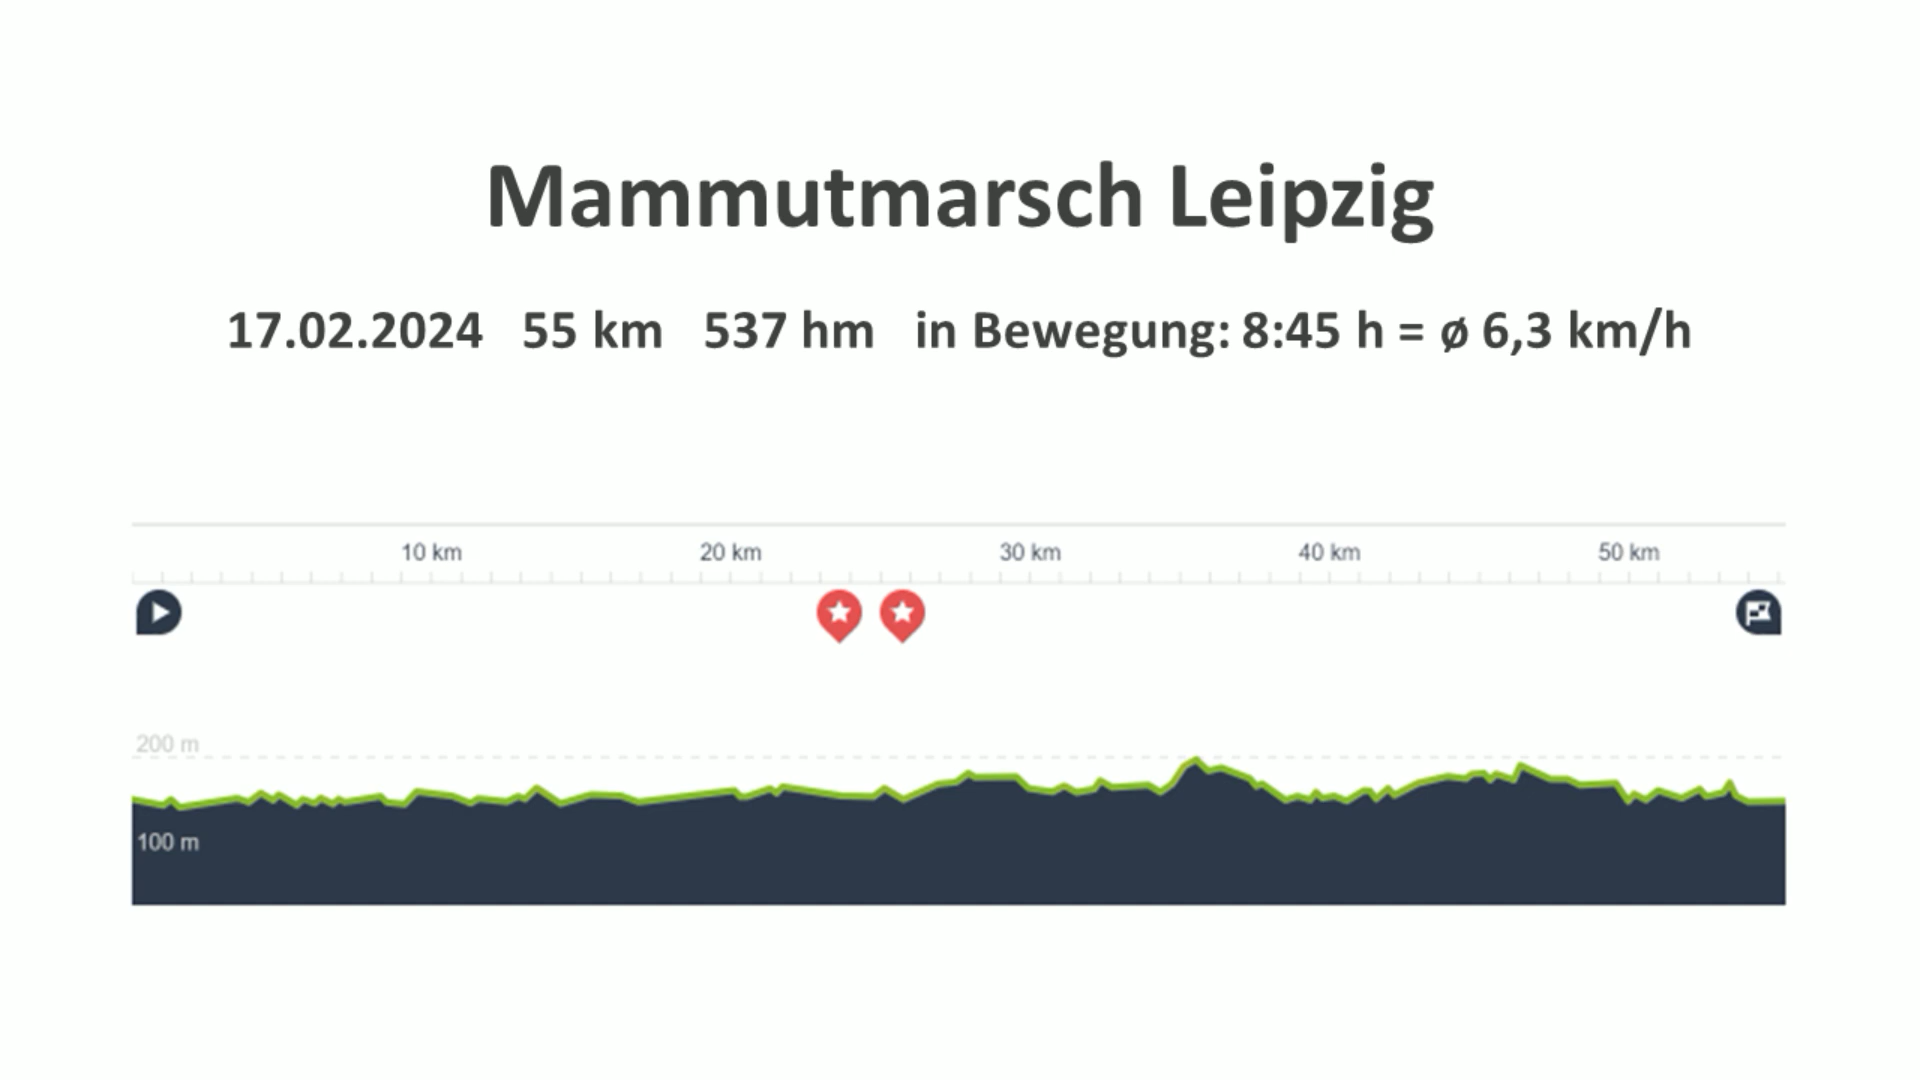 Mammutmarsch Leipzig
17.02.2024 55 km 537 hm in Bewegung: 8:45 h = ø 6,3 km/h
10 km 20 km 30 km 40 km 50 km
200 m
100 m